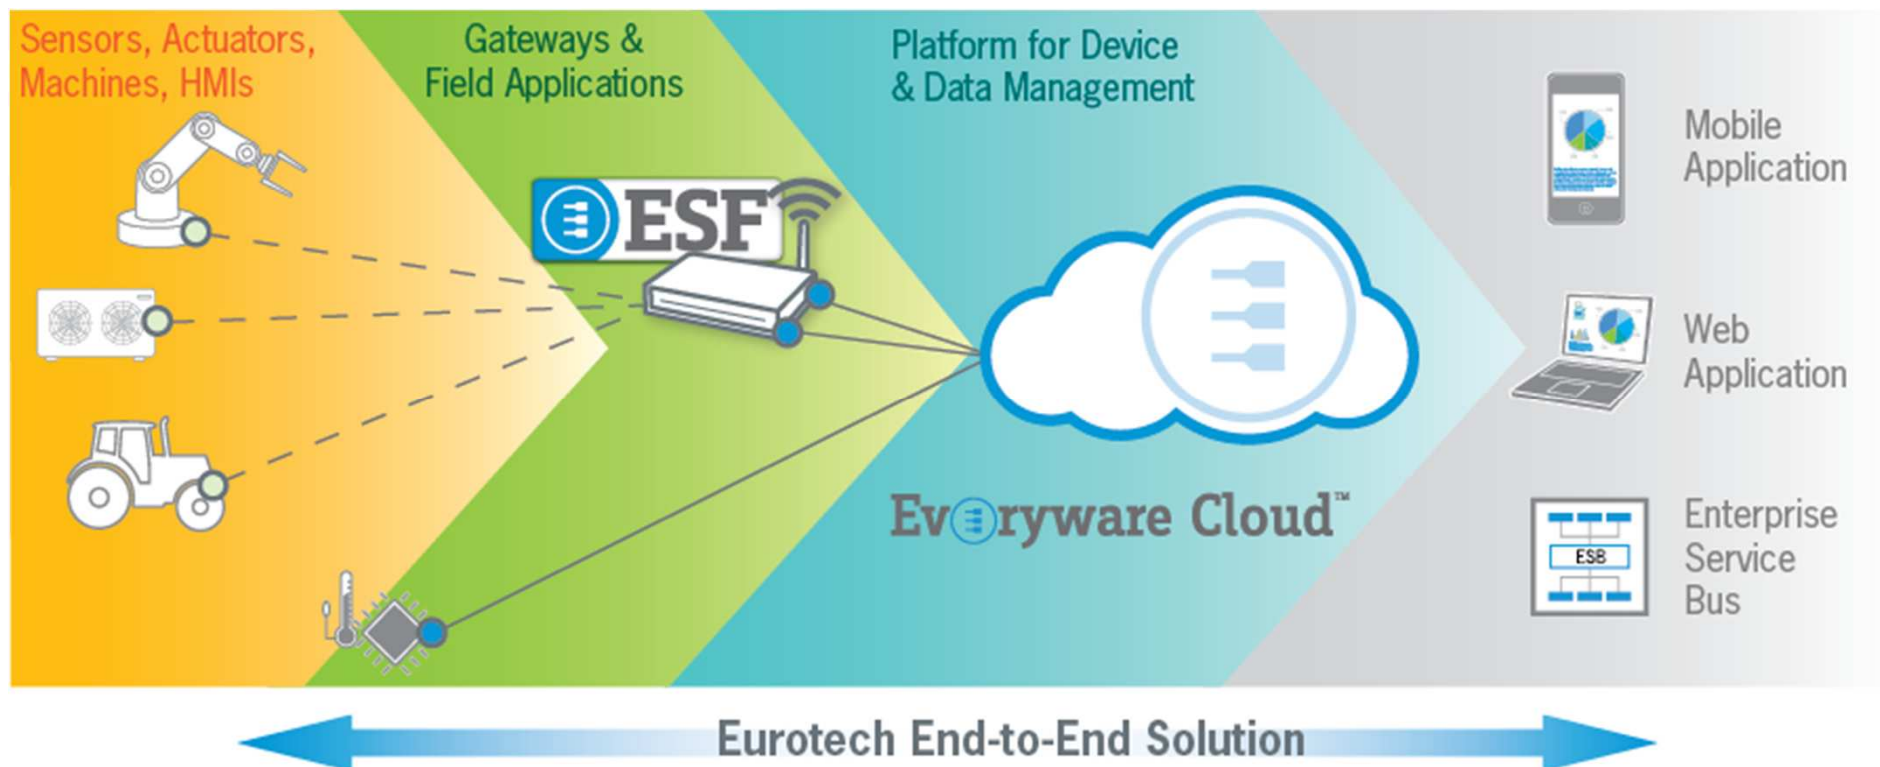 Sensors, Actuators,
Machines, HMIs
Gateways &
Field Applications
Platform for Device
& Data Management
ESF
Everyware Cloud™
Mobile
Application
Web
Application
ESB
Enterprise
Service
Bus
Eurotech End-to-End Solution